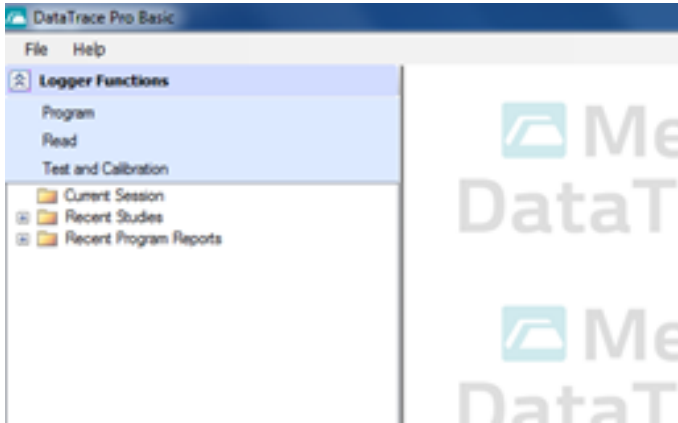 DataTrace Pro Basic
File Help
Logger Functions
Program
Read
Test and Calibration
Current Session
Recent Studies
Recent Program Reports
Me
DataT
Me
DataT